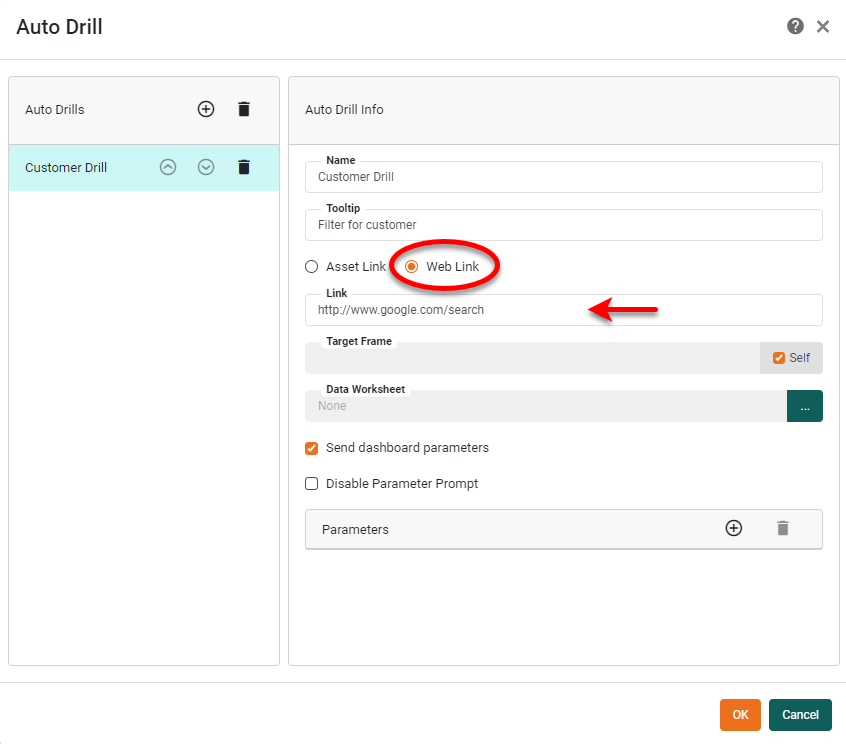 Auto Drill
Auto Drills
Customer Drill
Auto Drill Info
Name
Customer Drill
Tooltip
Filter for customer
Asset Link Web Link
Link
http://www.google.com/search
Target Frame
Self
Data Worksheet
None
...
Send dashboard parameters
Disable Parameter Prompt
Parameters
OK Cancel